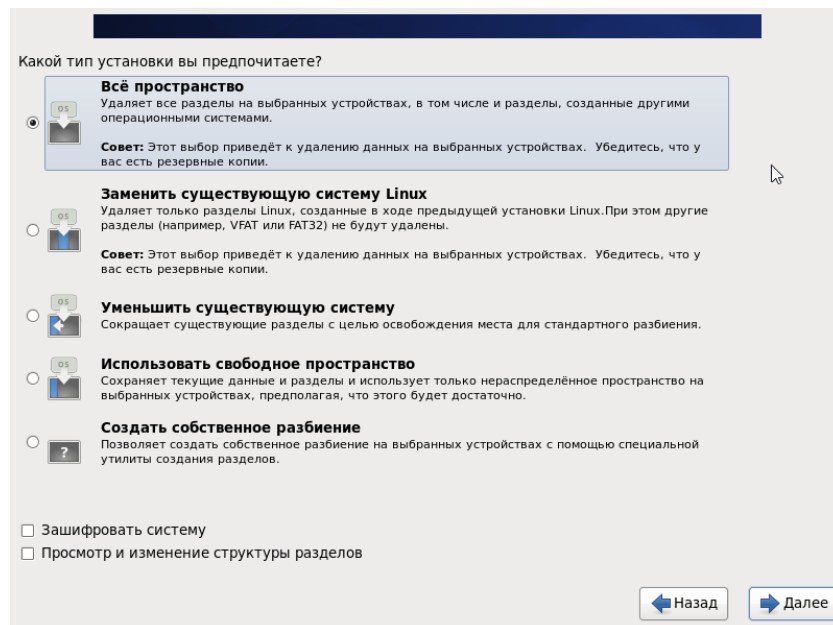 Какой тип установки вы предпочитаете?
Всё пространство
Удаляет все разделы на выбранных устройствах, в том числе и разделы, созданные другими
операционными системами.
Совет: Этот выбор приведёт к удалению данных на выбранных устройствах. Убедитесь, что у
вас есть резервные копии.
Заменить существующую систему Linux
Удаляет только разделы Linux, созданные в ходе предыдущей установки Linux.При этом другие
разделы (например, VFAT или FAT32) не будут удалены.
Совет: Этот выбор приведёт к удалению данных на выбранных устройствах. Убедитесь, что у
вас есть резервные копии.
Уменьшить существующую систему
Сокращает существующие разделы с целью освобождения места для стандартного разбиения.
Использовать свободное пространство
Сохраняет текущие данные и разделы и использует только нераспределённое пространство на
выбранных устройствах, предполагая, что этого будет достаточно.
Создать собственное разбиение
Позволяет создать собственное разбиение на выбранных устройствах с помощью специальной
утилиты создания разделов.
OS
OS
OS
OS
?
Зашифровать систему
Просмотр и изменение структуры разделов
Назад
Далее